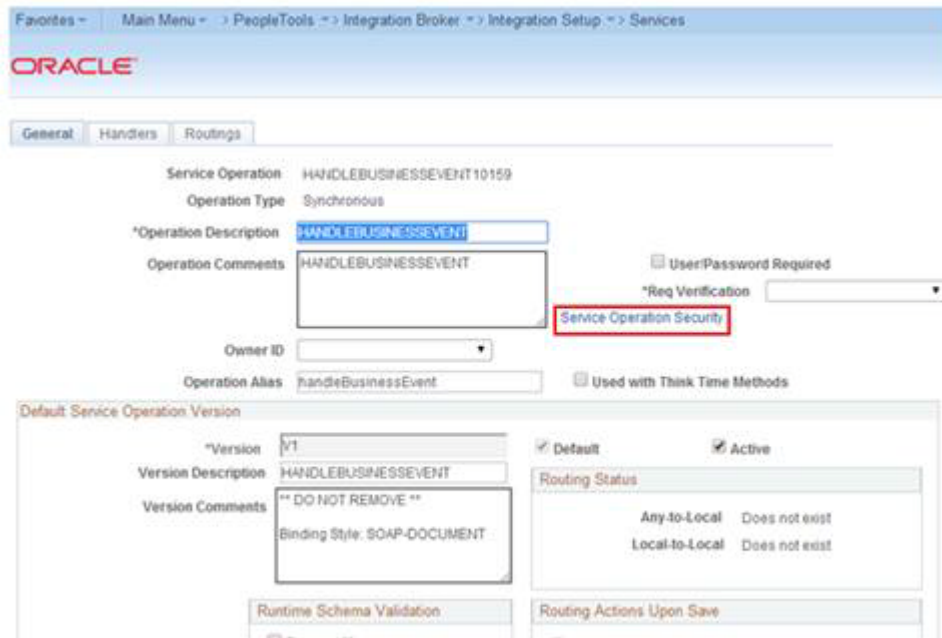 Favorites Main Menu > PeopleTools > Integration Broker > Integration Setup > Services
ORACLE
General Handlers Routings
Service Operation HANDLEBUSINESSEVENT10159
Operation Type Synchronous
*Operation Description HANDLEBUSINESSEVENT
Operation Comments HANDLEBUSINESSEVENT
User/Password Required
*Req Verification
Service Operation Security
Owner ID
Operation Alias handleBusinessEvent Used with Think Time Methods
Default Service Operation Version
*Version V1 Default Active
Version Description HANDLEBUSINESSEVENT
Routing Status
Version Comments ** DO NOT REMOVE **
Binding Style: SOAP-DOCUMENT
Any-to-Local Does not exist
Local-to-Local Does not exist
Runtime Schema Validation Routing Actions Upon Save